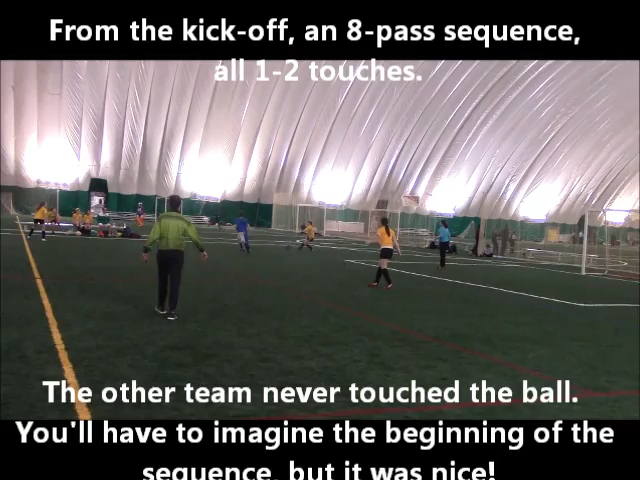 From the kick-off, an 8-pass sequence,
all 1-2 touches.
The other team never touched the ball.
You'll have to imagine the beginning of the
sequence, but it was nice!